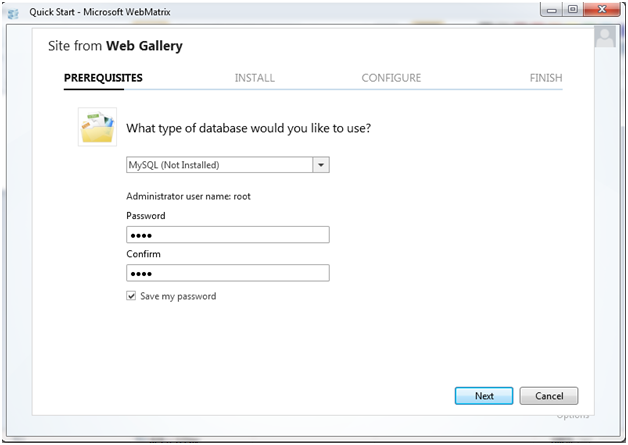 Quick Start - Microsoft WebMatrix
Site from Web Gallery
PREREQUISITES INSTALL CONFIGURE FINISH
What type of database would you like to use?
MySQL (Not Installed)
Administrator user name: root
Password
••••
Confirm
••••
Save my password
Next Cancel
Options